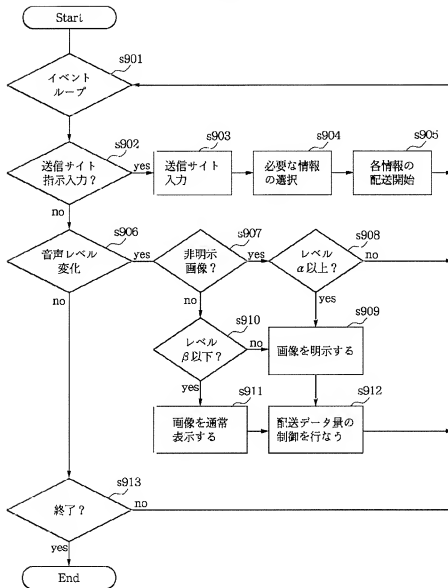 Start
s901
イベント
ループ
s902
送信サイト
指示入力？
yes
no
s903
送信サイト
入力
s904
必要な情報
の選択
s905
各情報の
配送開始
s906
音声レベル
変化
yes
no
s907
非明示
画像？
yes
no
s908
レベル
α以上？
no
yes
s909
画像を明示する
s910
レベル
β以下？
no
yes
s911
画像を通常
表示する
s912
配送データ量の
制御を行なう
s913
終了？
no
yes
End